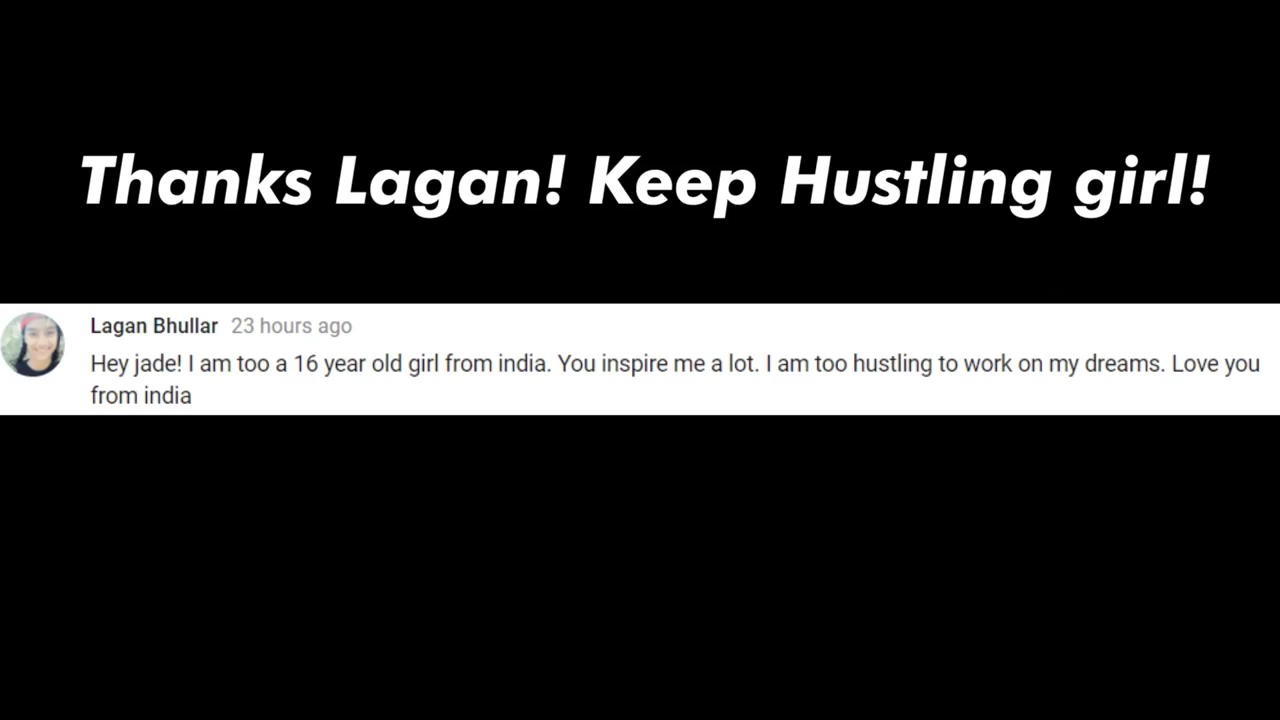 Thanks Lagan! Keep Hustling girl!
Lagan Bhullar 23 hours ago
Hey jade! I am too a 16 year old girl from india. You inspire me a lot. I am too hustling to work on my dreams. Love you
from india